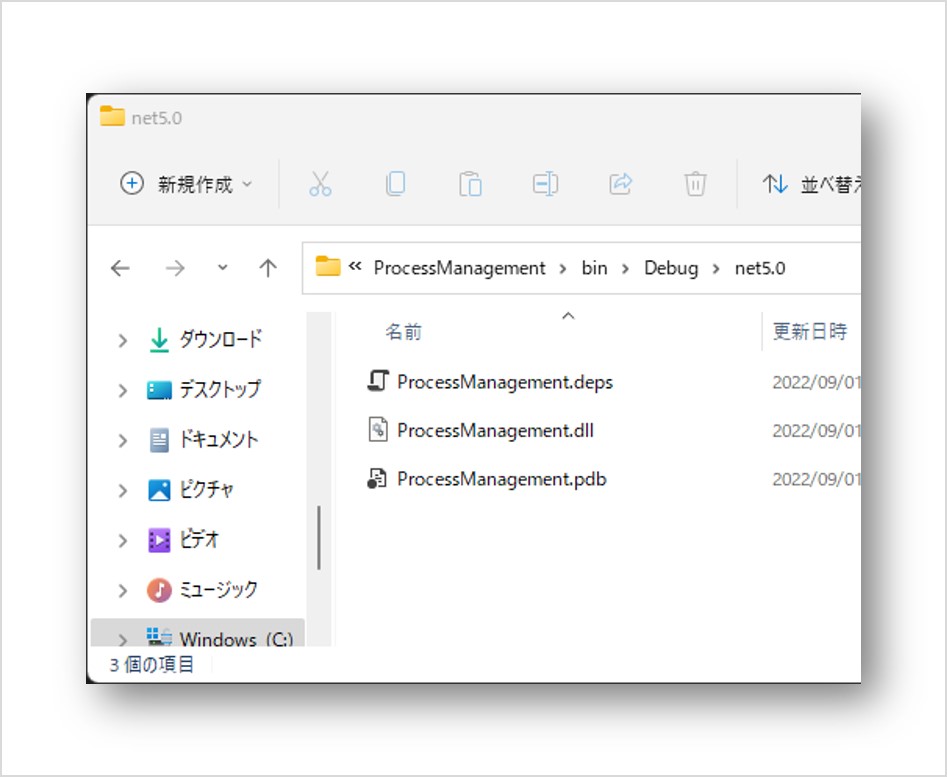 net5.0
新規作成
並べ替え
« ProcessManagement › bin › Debug › net5.0
名前 更新日時
ProcessManagement.deps 2022/09/01
ProcessManagement.dll 2022/09/01
ProcessManagement.pdb 2022/09/01
ダウンロード
デスクトップ
ドキュメント
ピクチャ
ビデオ
ミュージック
Windows (C:)
3 個の項目